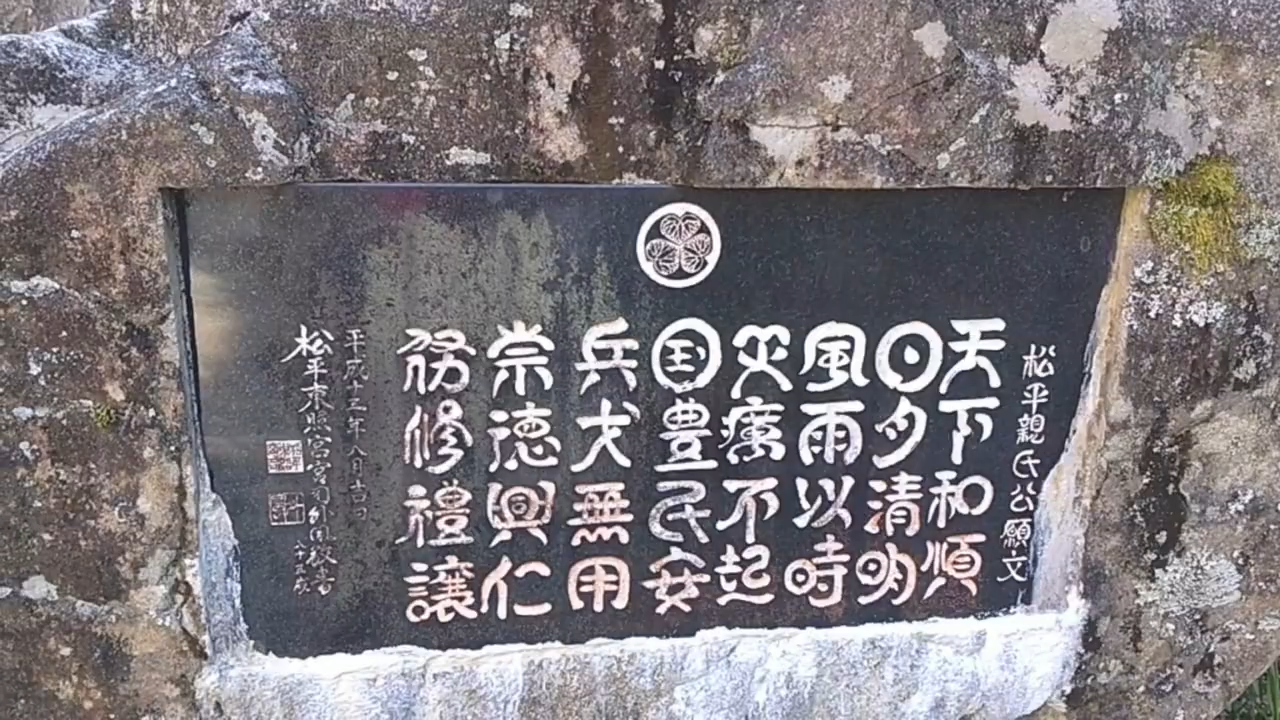 松平親氏公願文
天下和順
日月清明
風雨以時
災癘不起
国豊民安
兵戈無用
崇徳興仁
務修禮讓
平成十三年八月吉日
松平東照宮宮司